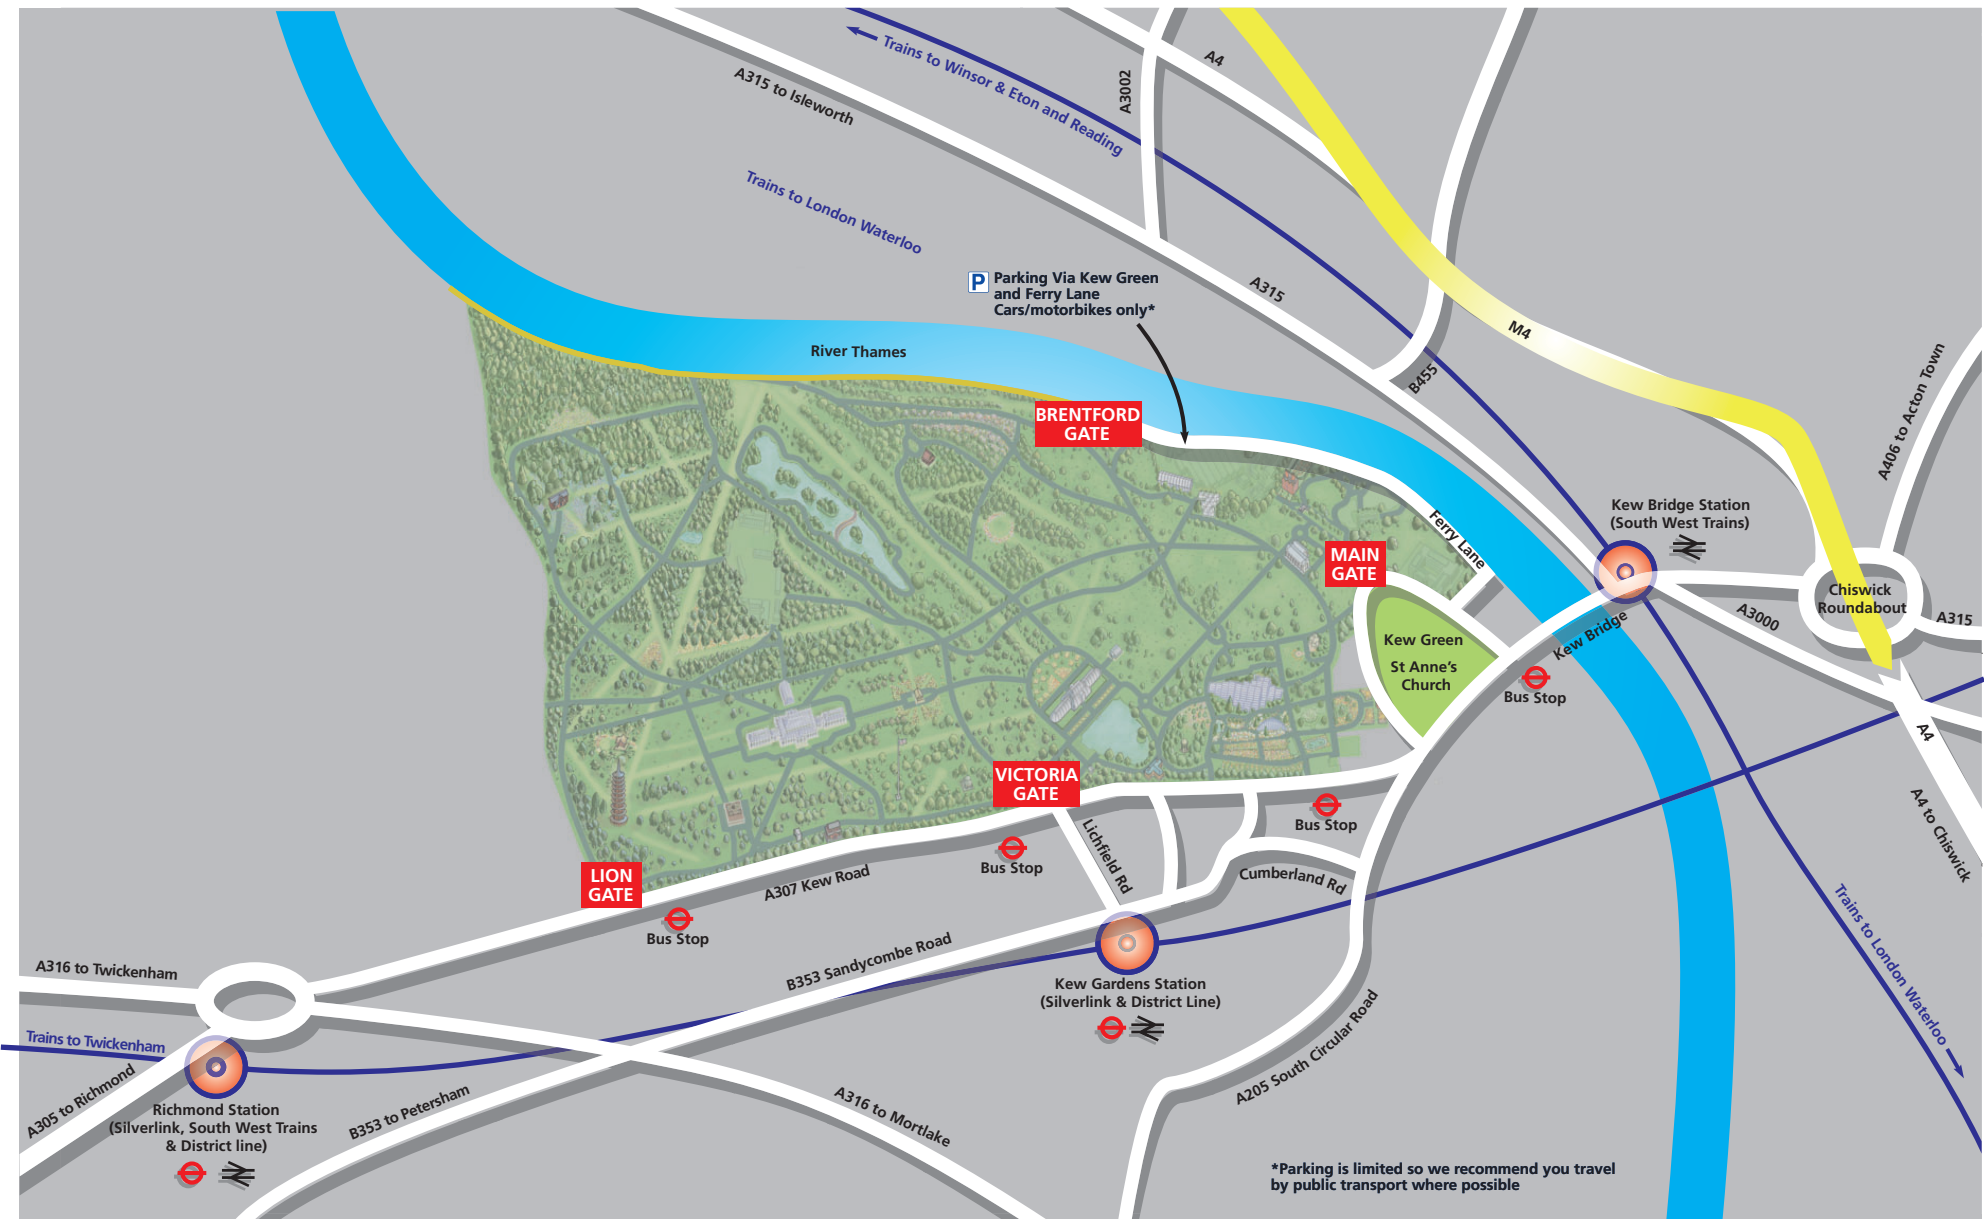 A4
A3002
Trains to Winsor & Eton and Reading
A315 to Isleworth
Trains to London Waterloo
P
Parking Via Kew Green
and Ferry Lane
Cars/motorbikes only*
A315
M4
River Thames
B455
A406 to Acton Town
BRENTFORD
GATE
Kew Bridge Station
(South West Trains)
Ferry Lane
MAIN
GATE
Chiswick
Roundabout
A3000
A315
Kew Bridge
Kew Green
St Anne's
Church
Bus Stop
A4
VICTORIA
GATE
A4 to Chiswick
Bus Stop
Lichfield Rd
Bus Stop
Cumberland Rd
LION
GATE
A307 Kew Road
Bus Stop
Trains to London Waterloo
B353 Sandycombe Road
A316 to Twickenham
Kew Gardens Station
(Silverlink & District Line)
Trains to Twickenham
A205 South Circular Road
A305 to Richmond
Richmond Station
(Silverlink, South West Trains
& District line)
B353 to Petersham
A316 to Mortlake
*Parking is limited so we recommend you travel
by public transport where possible